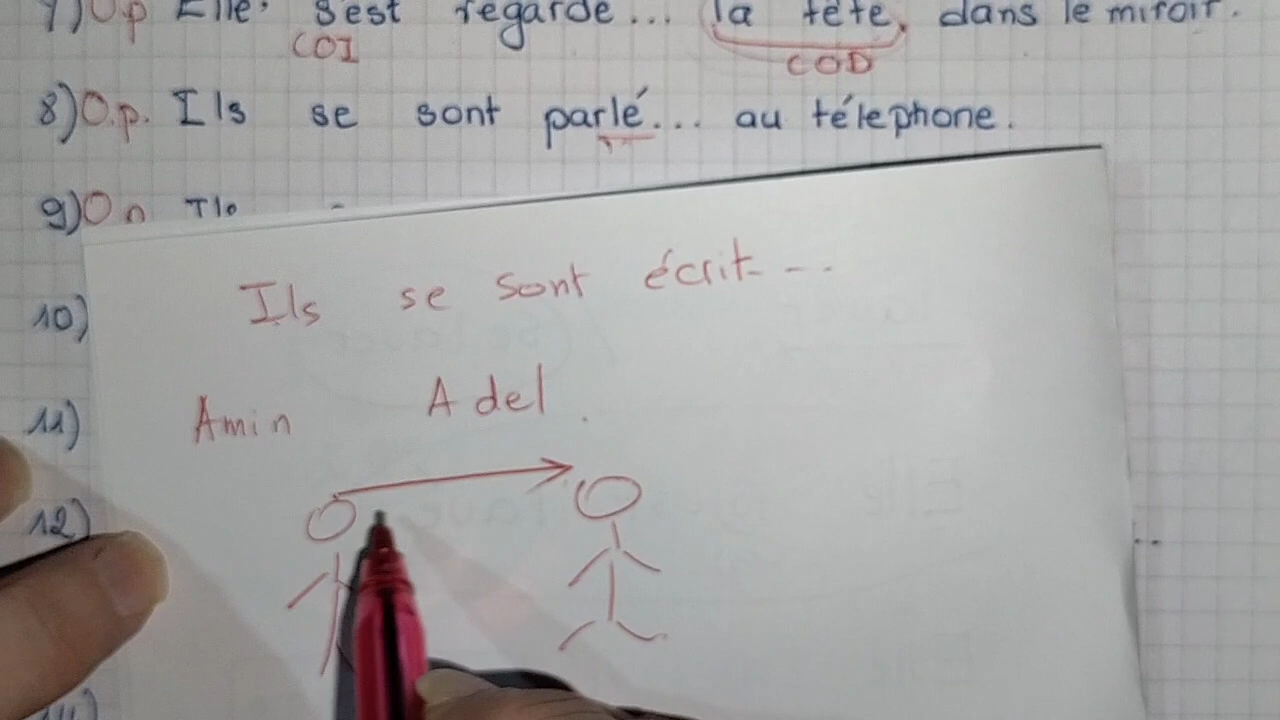 7) O.p Elle s'est regardé... la tête, dans le miroir.
COI COD
8) O.p. Ils se sont parlé... au téléphone.
9) O.p Ils
10)
Ils se sont écrit...
11)
Amin Adel.
12)